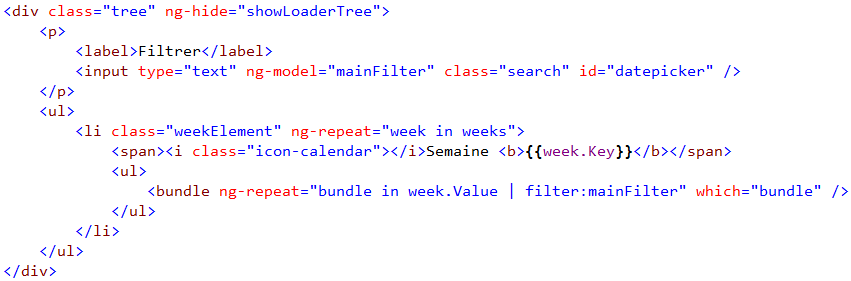 <div class="tree" ng-hide="showLoaderTree">
    <p>
        <label>Filtrer</label>
        <input type="text" ng-model="mainFilter" class="search" id="datepicker" />
    </p>
    <ul>
        <li class="weekElement" ng-repeat="week in weeks">
            <span><i class="icon-calendar"></i>Semaine <b>{{week.Key}}</b></span>
            <ul>
                <bundle ng-repeat="bundle in week.Value | filter:mainFilter" which="bundle" />
            </ul>
        </li>
    </ul>
</div>